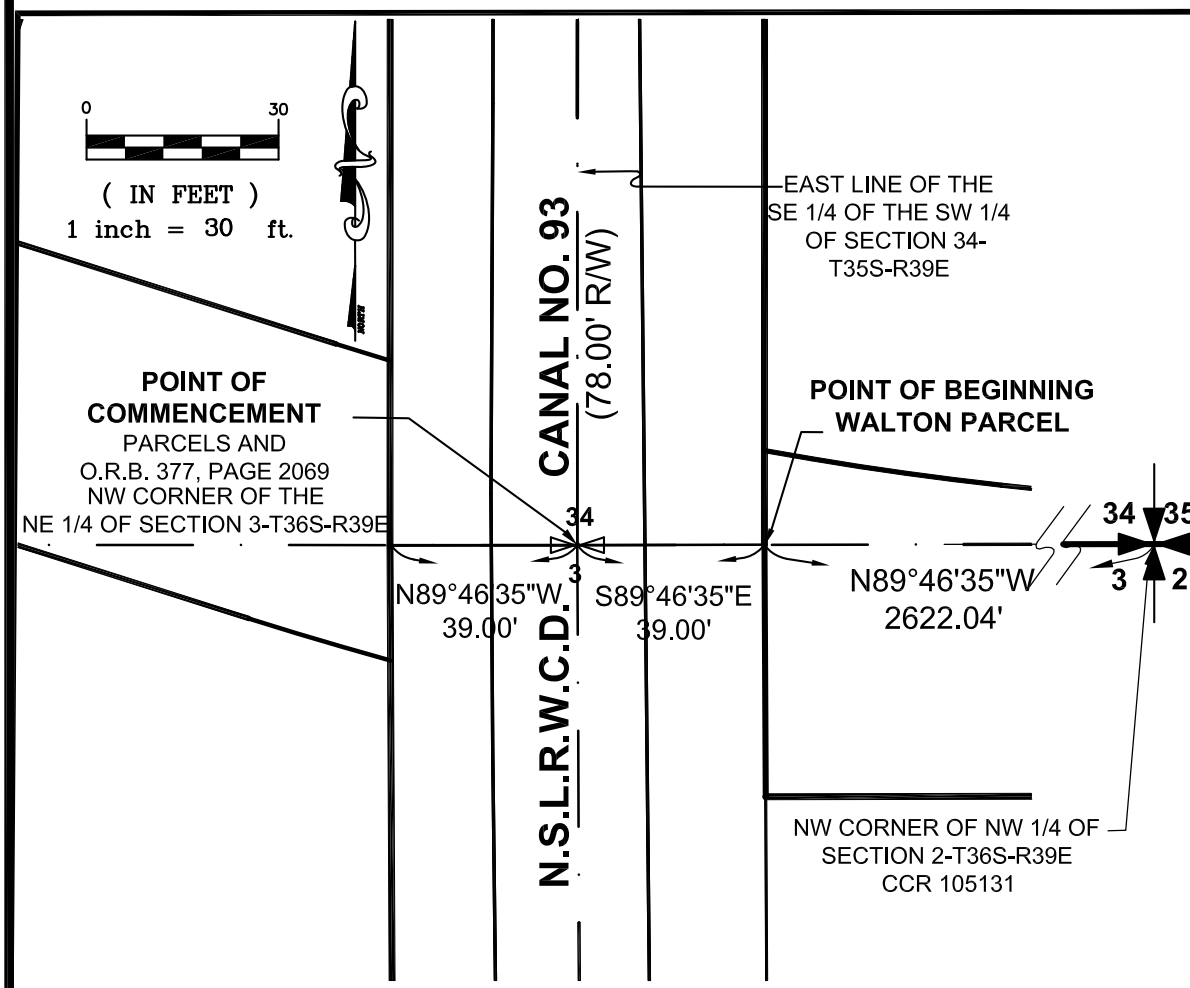 0 30
( IN FEET )
1 inch = 30 ft.
NORTH
EAST LINE OF THE
SE 1/4 OF THE SW 1/4
OF SECTION 34-
T35S-R39E
N.S.L.R.W.C.D. CANAL NO. 93
(78.00' R/W)
POINT OF
COMMENCEMENT
PARCELS AND
O.R.B. 377, PAGE 2069
NW CORNER OF THE
NE 1/4 OF SECTION 3-T36S-R39E
POINT OF BEGINNING
WALTON PARCEL
34
3
34 35
3 2
N89°46'35"W
39.00'
S89°46'35"E
39.00'
N89°46'35"W
2622.04'
NW CORNER OF NW 1/4 OF
SECTION 2-T36S-R39E
CCR 105131